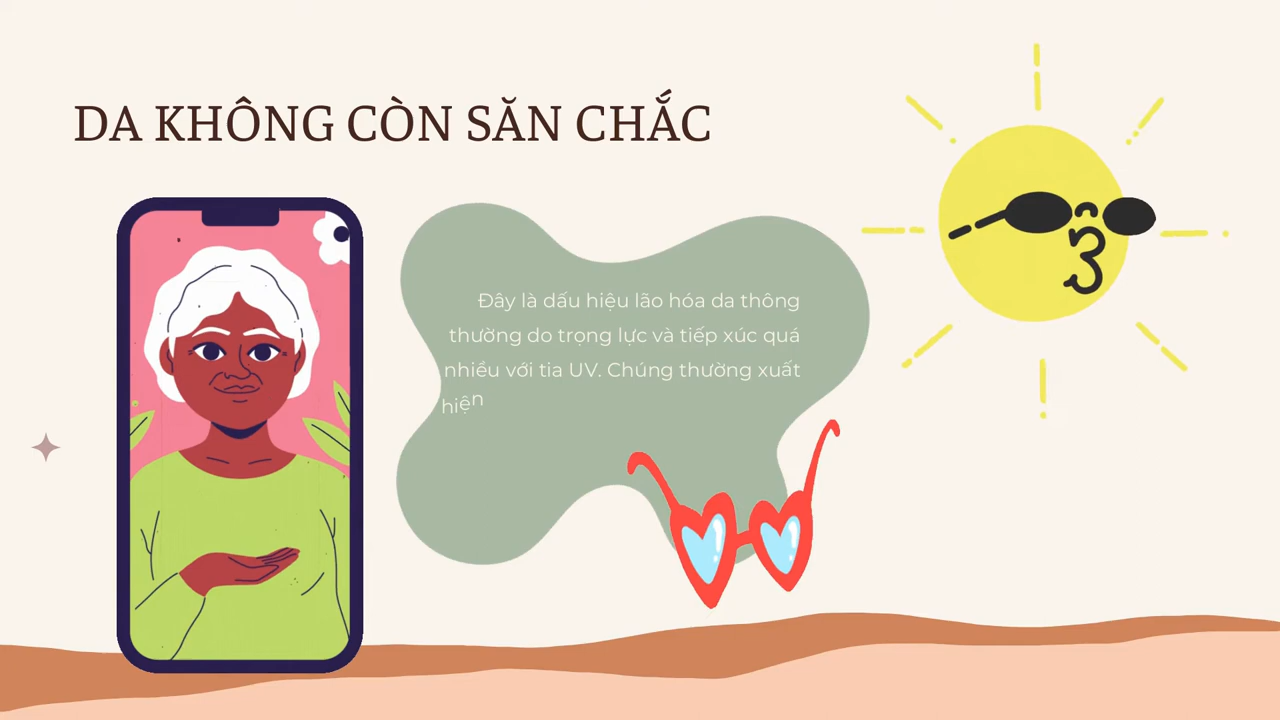 DA KHÔNG CÒN SĂN CHẮC
Đây là dấu hiệu lão hóa da thông
thường do trọng lực và tiếp xúc quá
nhiều với tia UV. Chúng thường xuất
hiện